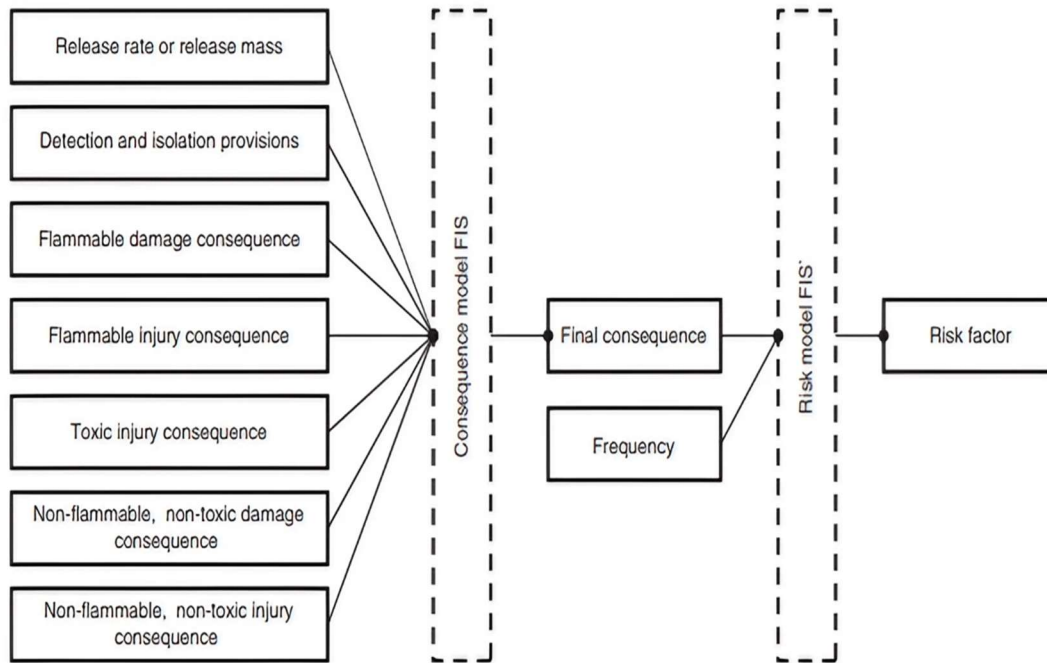 Release rate or release mass
Detection and isolation provisions
Flammable damage consequence
Flammable injury consequence
Toxic injury consequence
Non-flammable, non-toxic damage
consequence
Non-flammable, non-toxic injury
consequence
Consequence model FIS
Final consequence
Frequency
Risk model FIS`
Risk factor